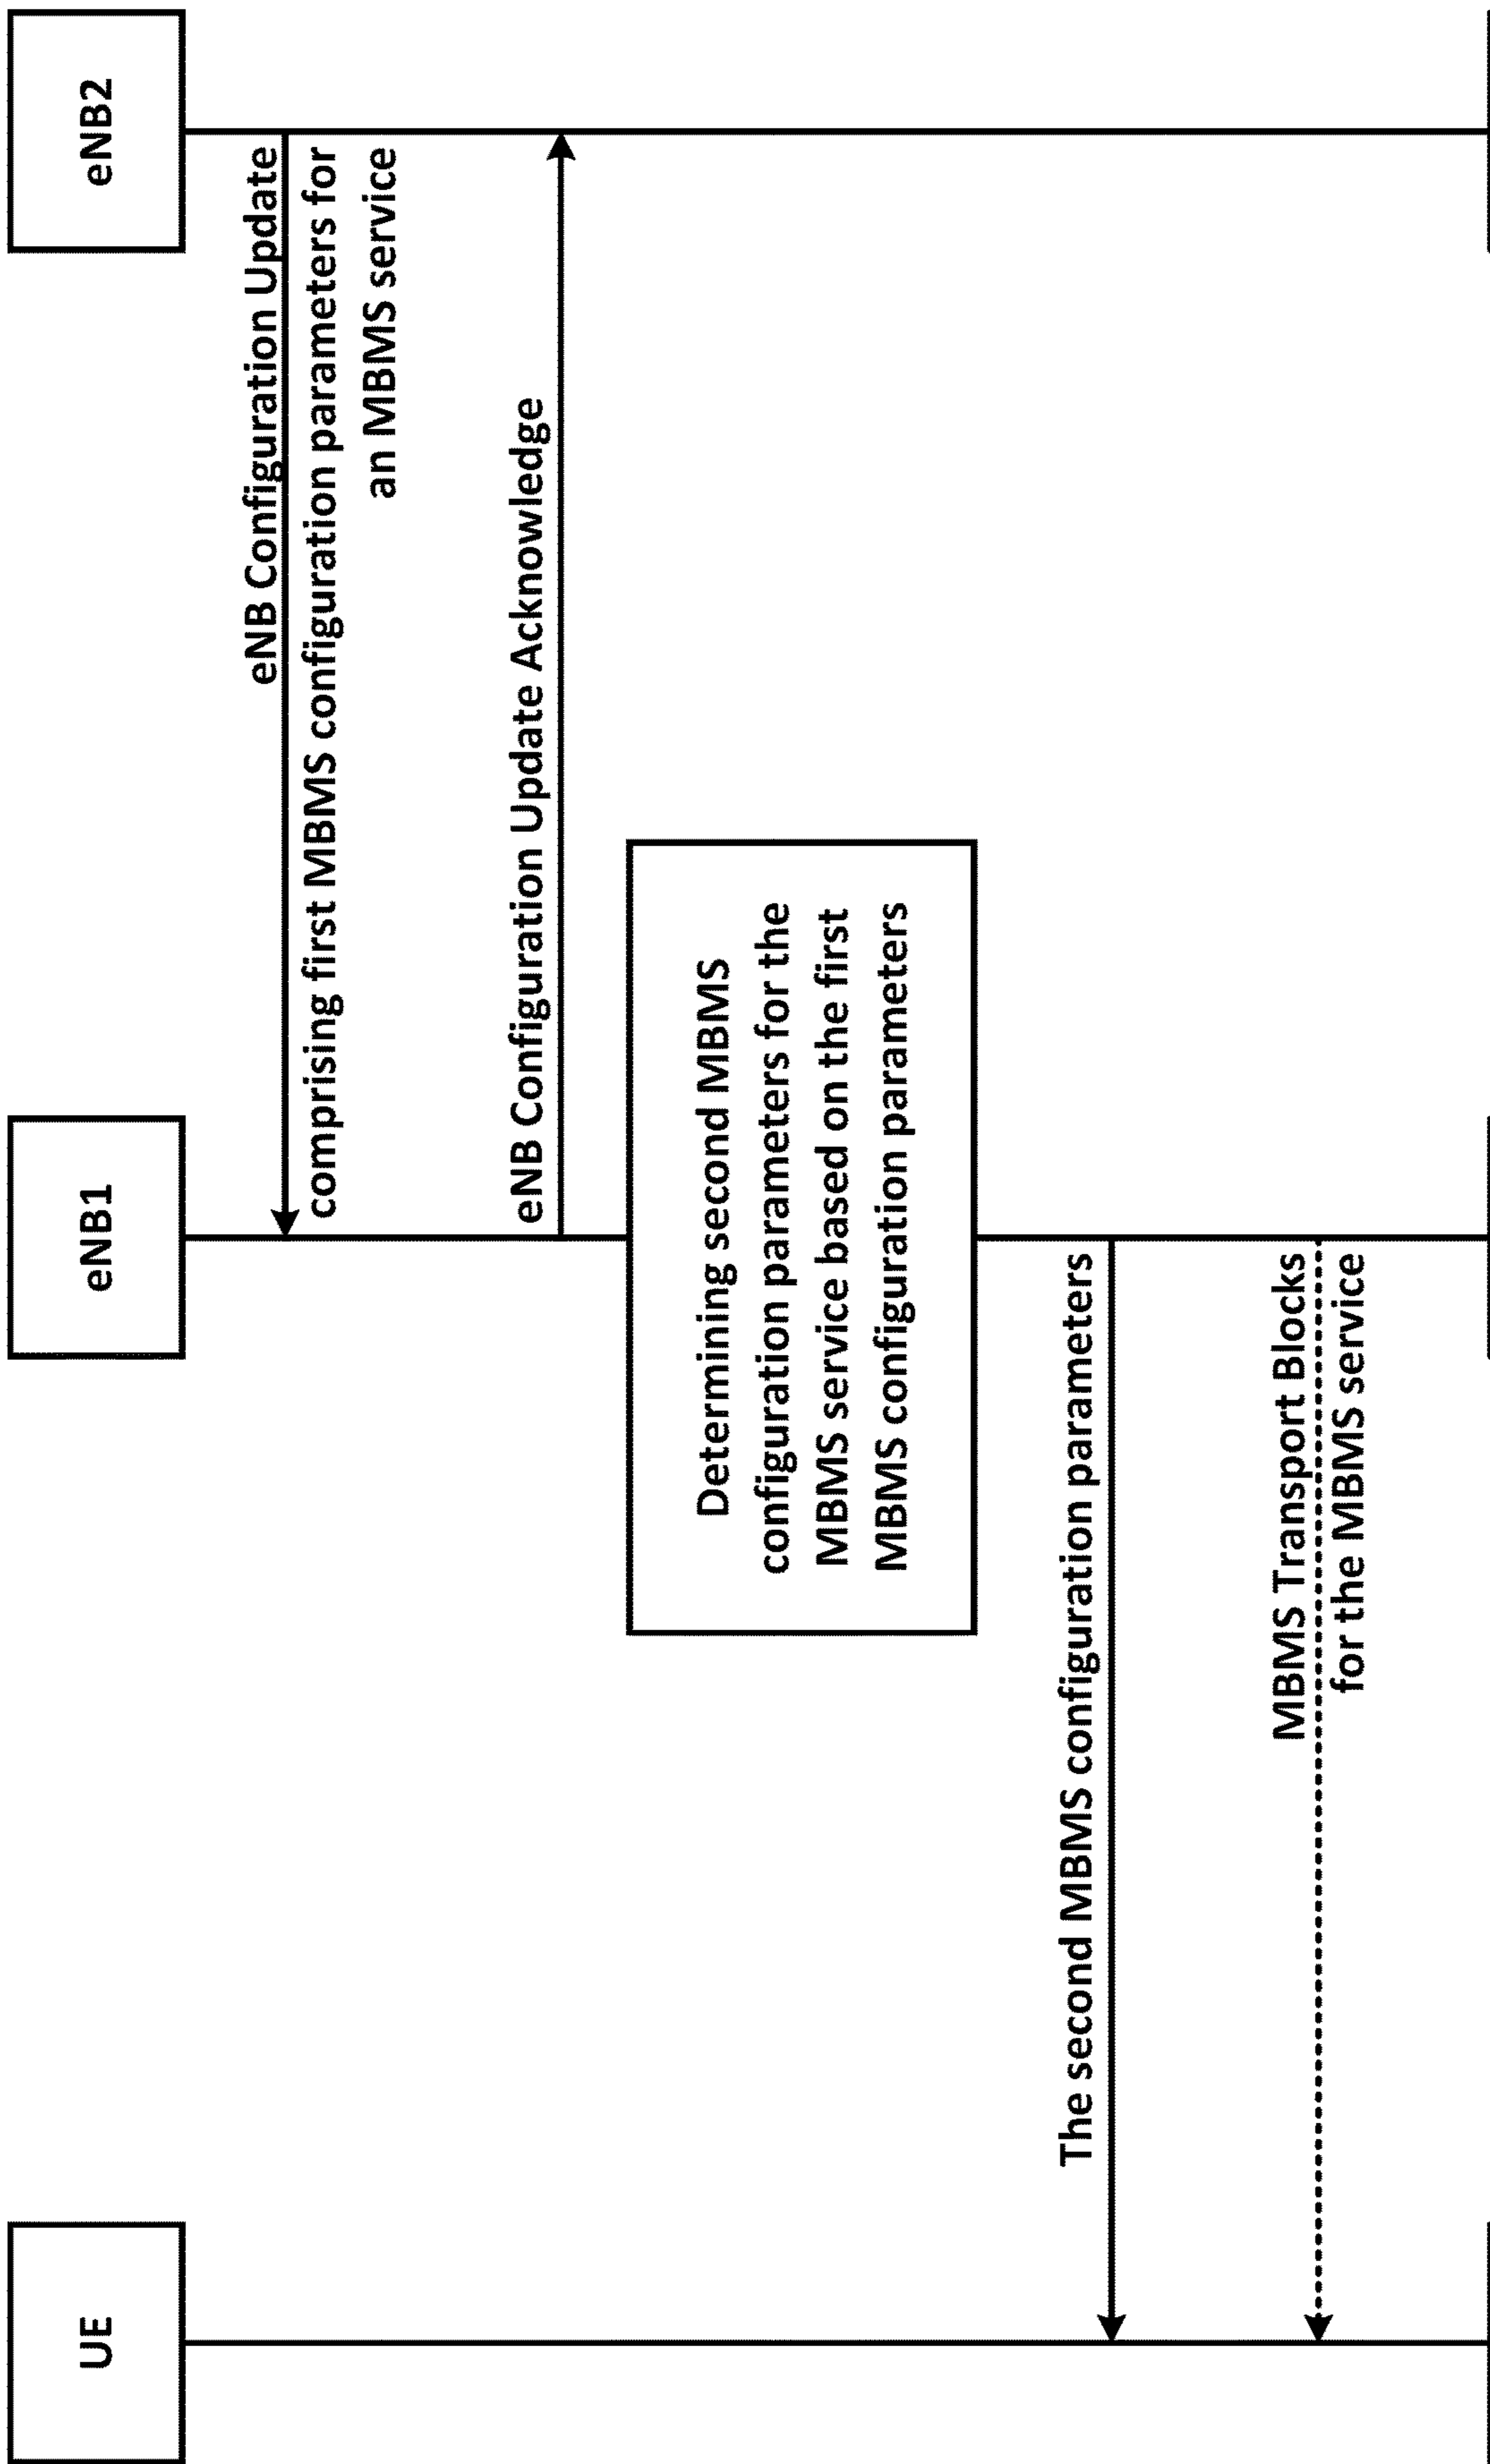 UE
eNB1
eNB2
eNB Configuration Update
comprising first MBMS configuration parameters for
an MBMS service
eNB Configuration Update Acknowledge
Determining second MBMS
configuration parameters for the
MBMS service based on the first
MBMS configuration parameters
The second MBMS configuration parameters
MBMS Transport Blocks
for the MBMS service